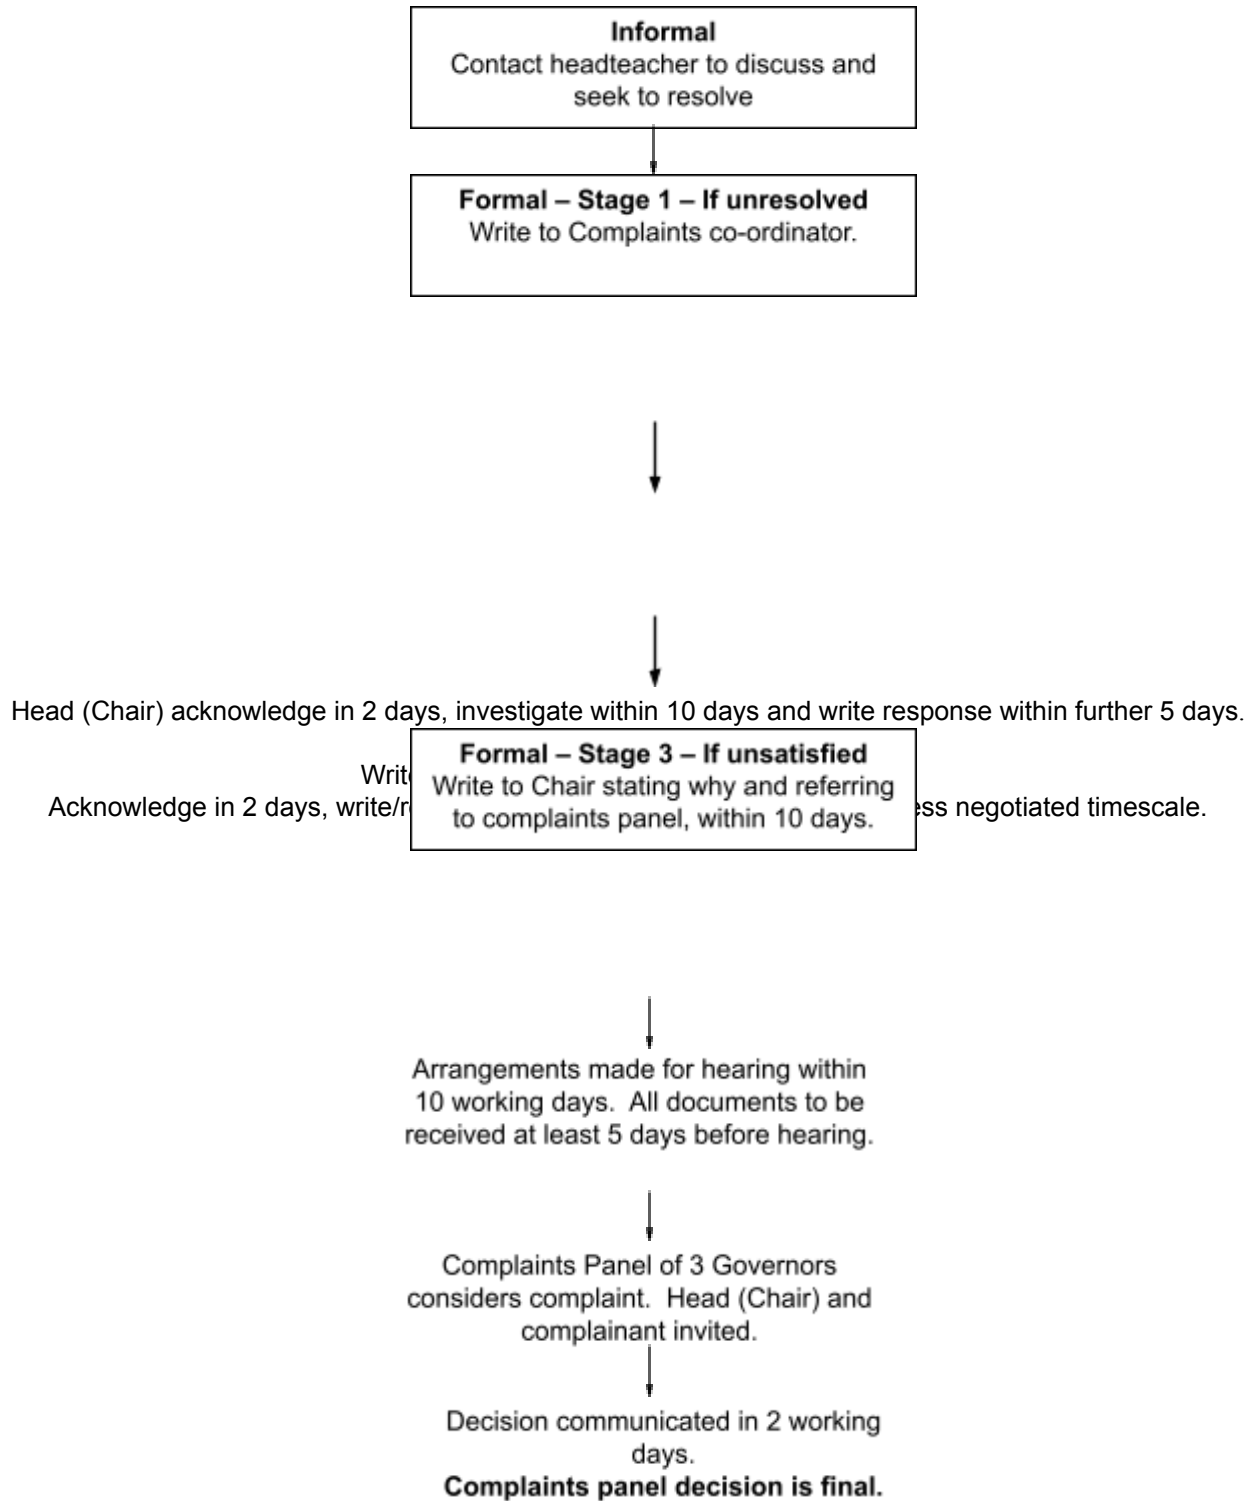 Informal
Contact headteacher to discuss and
seek to resolve
Formal – Stage 1 – If unresolved
Write to Complaints co-ordinator.
Head (Chair) acknowledge in 2 days, investigate within 10 days and write response within further 5 days.
Formal – Stage 3 – If unsatisfied
Write to Chair stating why and referring
to complaints panel, within 10 days.
Acknowledge in 2 days, negotiated timescale.
Arrangements made for hearing within
10 working days. All documents to be
received at least 5 days before hearing.
Complaints Panel of 3 Governors
considers complaint. Head (Chair) and
complainant invited.
Decision communicated in 2 working
days.
Complaints panel decision is final.